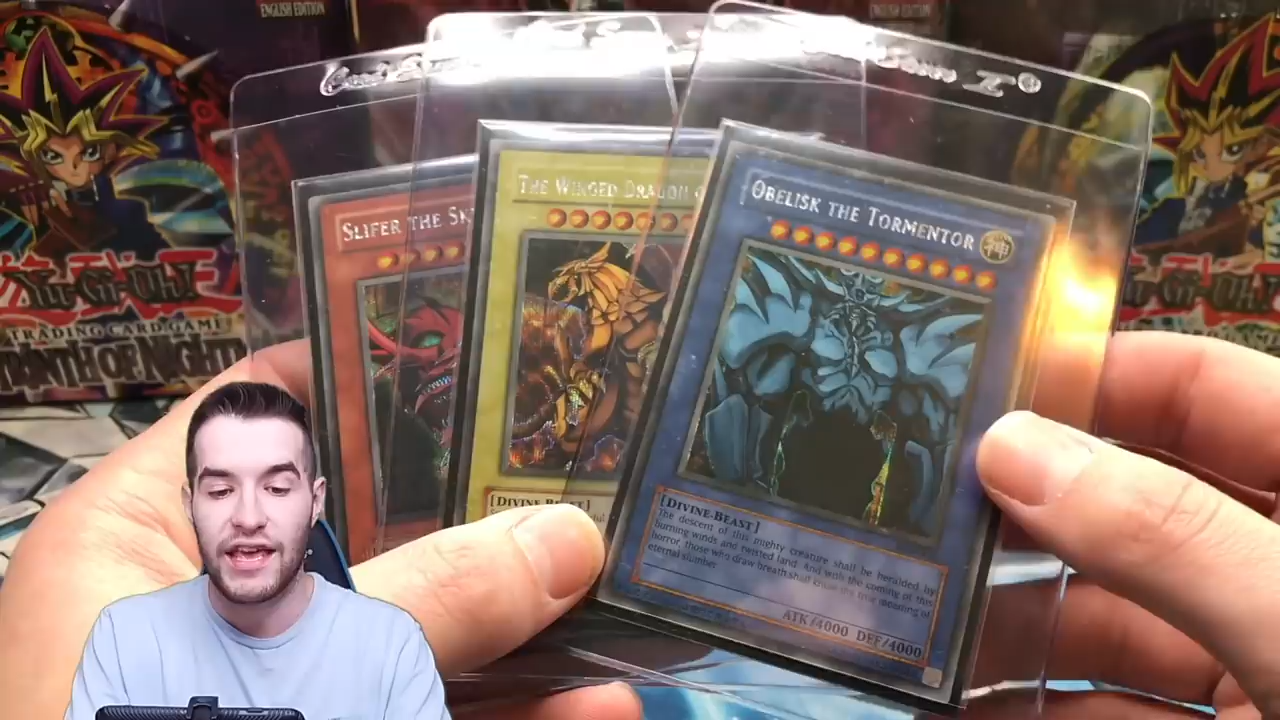 ENGLISH EDITION
ENGLISH EDITION
Yu-Gi-Oh!
TRADING CARD GAME
RINTH OF NIGHT
SLIFER THE SK
THE WINGED DRAGON O
[DIVINE-BEAST]
OBELISK THE TORMENTOR
神
[DIVINE-BEAST]
The descent of this mighty creature shall be heralded by
burning winds and twisted land. And with the coming of this
horror, those who draw breath shall know the true meaning of
eternal slumber.
ATK/4000 DEF/4000